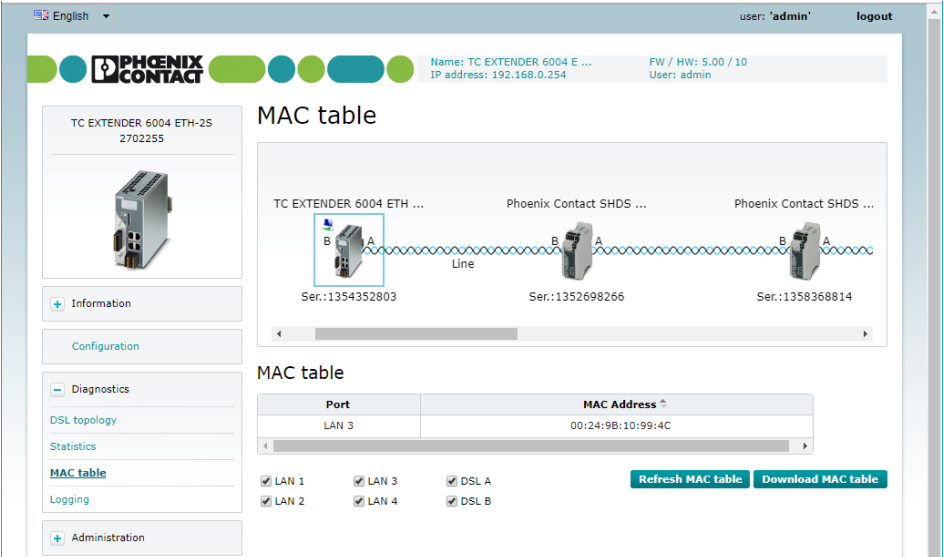 English
user: 'admin'
logout
PHŒNIX
CONTACT
Name: TC EXTENDER 6004 E ...
FW / HW: 5.00 / 10
IP address: 192.168.0.254
User: admin
TC EXTENDER 6004 ETH-2S
2702255
MAC table
TC EXTENDER 6004 ETH ...
Phoenix Contact SHDS ...
Phoenix Contact SHDS ...
B A B A B A
Line
Ser.:1354352803
Ser.:1352698266
Ser.:1358368814
Information
Configuration
Diagnostics
DSL topology
Statistics
MAC table
Logging
Administration
MAC table
Port MAC Address
LAN 3 00:24:9B:10:99:4C
LAN 1 LAN 3 DSL A
LAN 2 LAN 4 DSL B
Refresh MAC table
Download MAC table